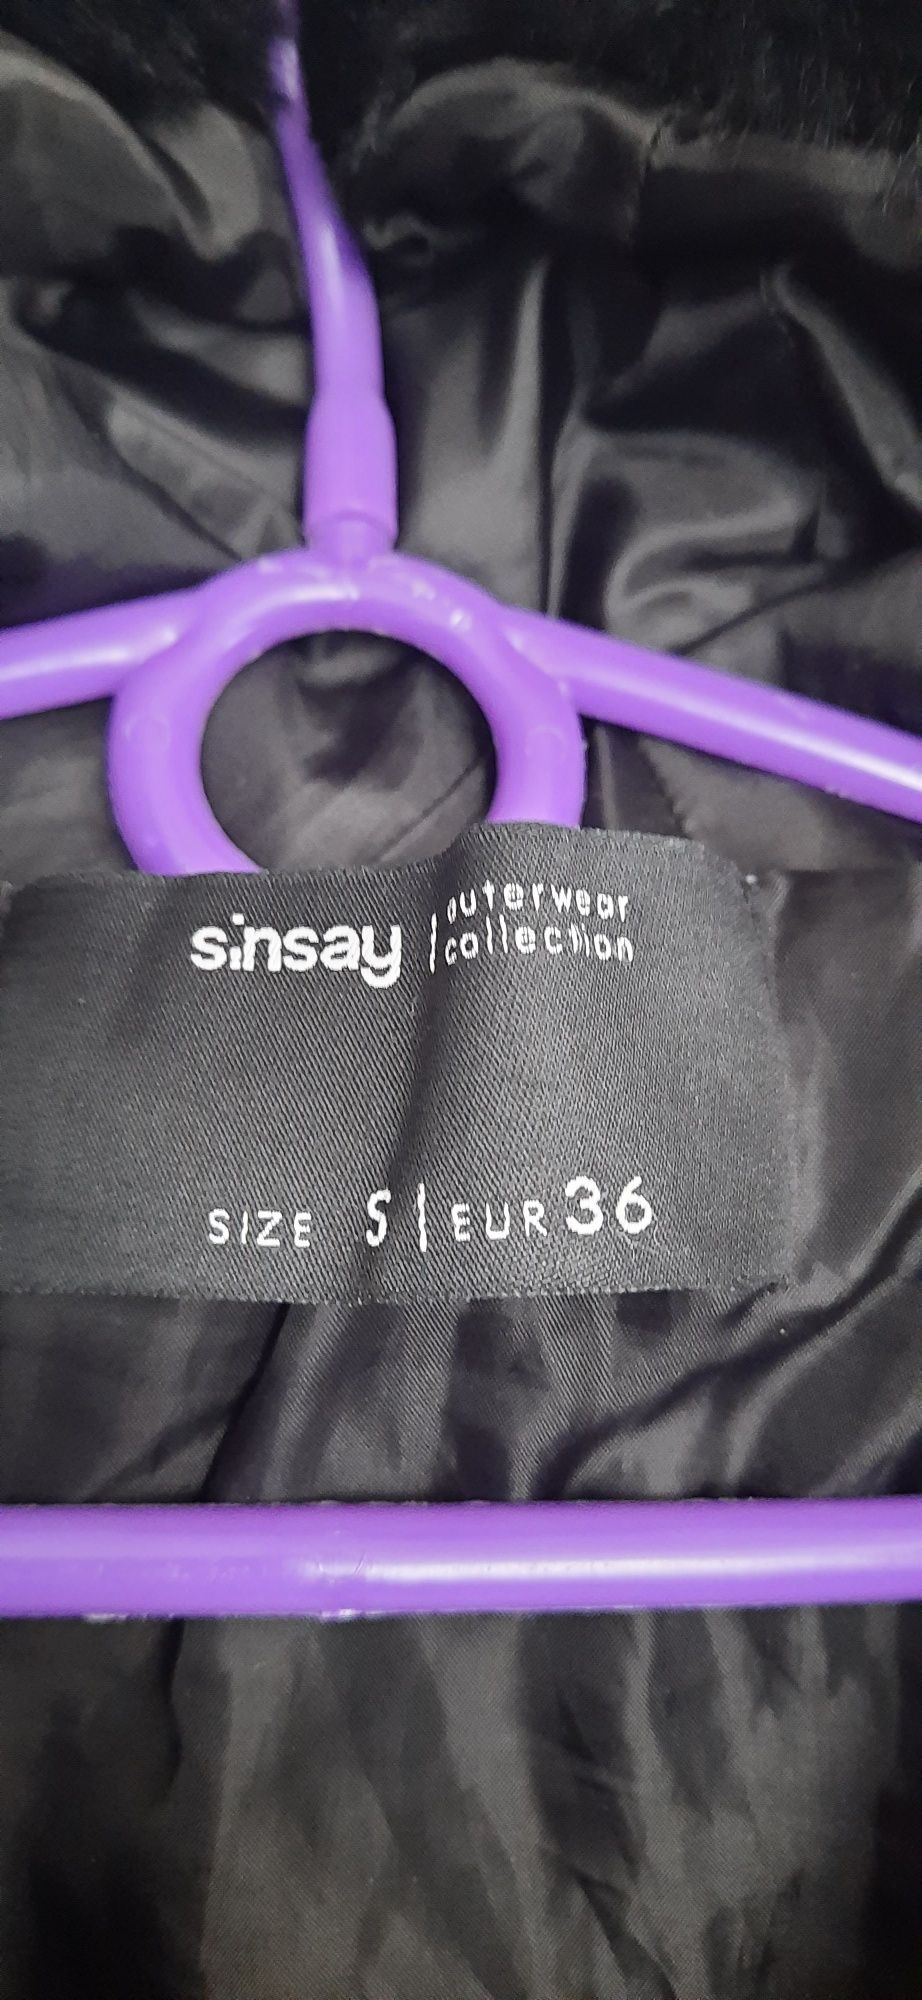 sinsay | outerwear
collection
SIZE S | EUR 36